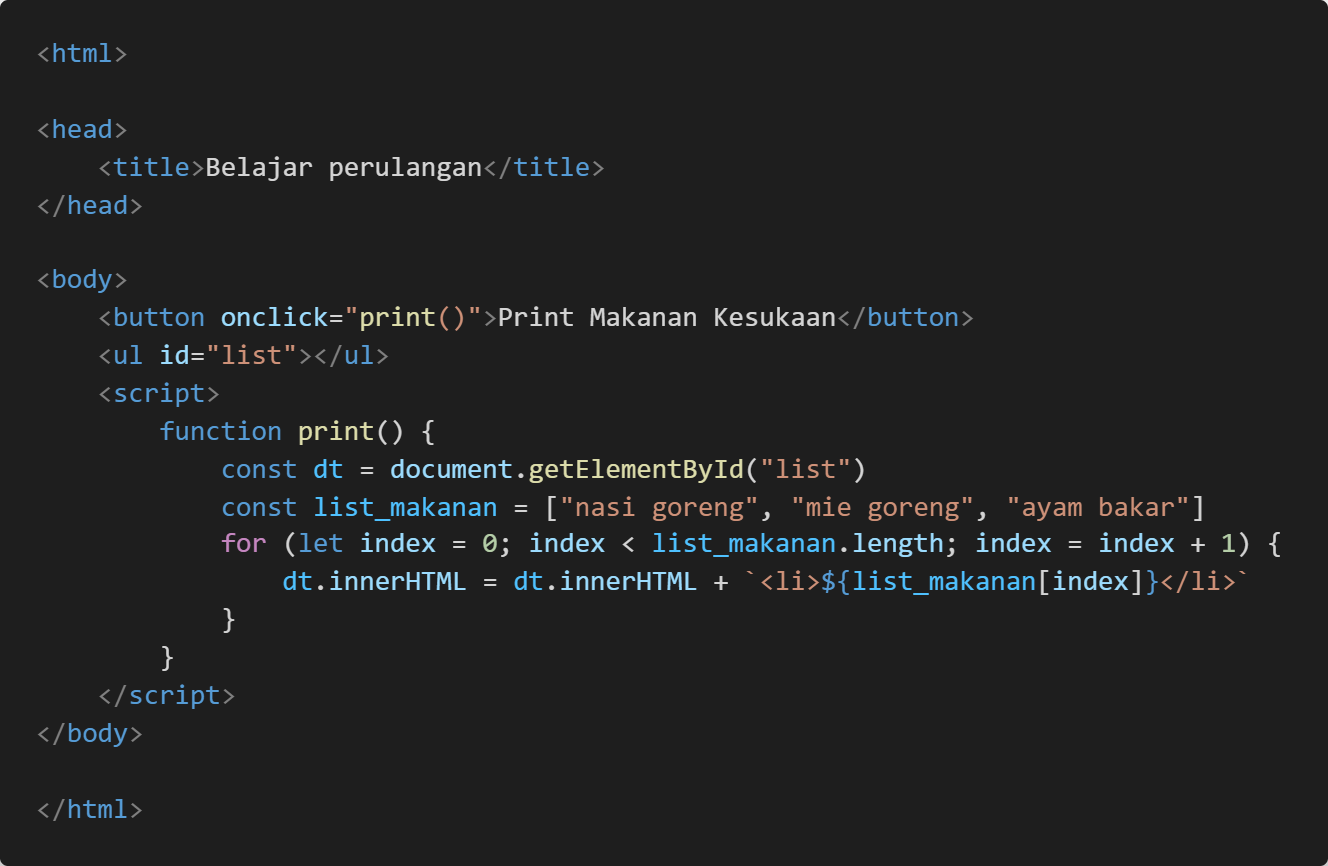 <html>
<head>
    <title>Belajar perulangan</title>
</head>
<body>
    <button onclick="print()">Print Makanan Kesukaan</button>
    <ul id="list"></ul>
    <script>
        function print() {
            const dt = document.getElementById("list")
            const list_makanan = ["nasi goreng", "mie goreng", "ayam bakar"]
            for (let index = 0; index < list_makanan.length; index = index + 1) {
                dt.innerHTML = dt.innerHTML + `<li>${list_makanan[index]}</li>`
            }
        }
    </script>
</body>
</html>